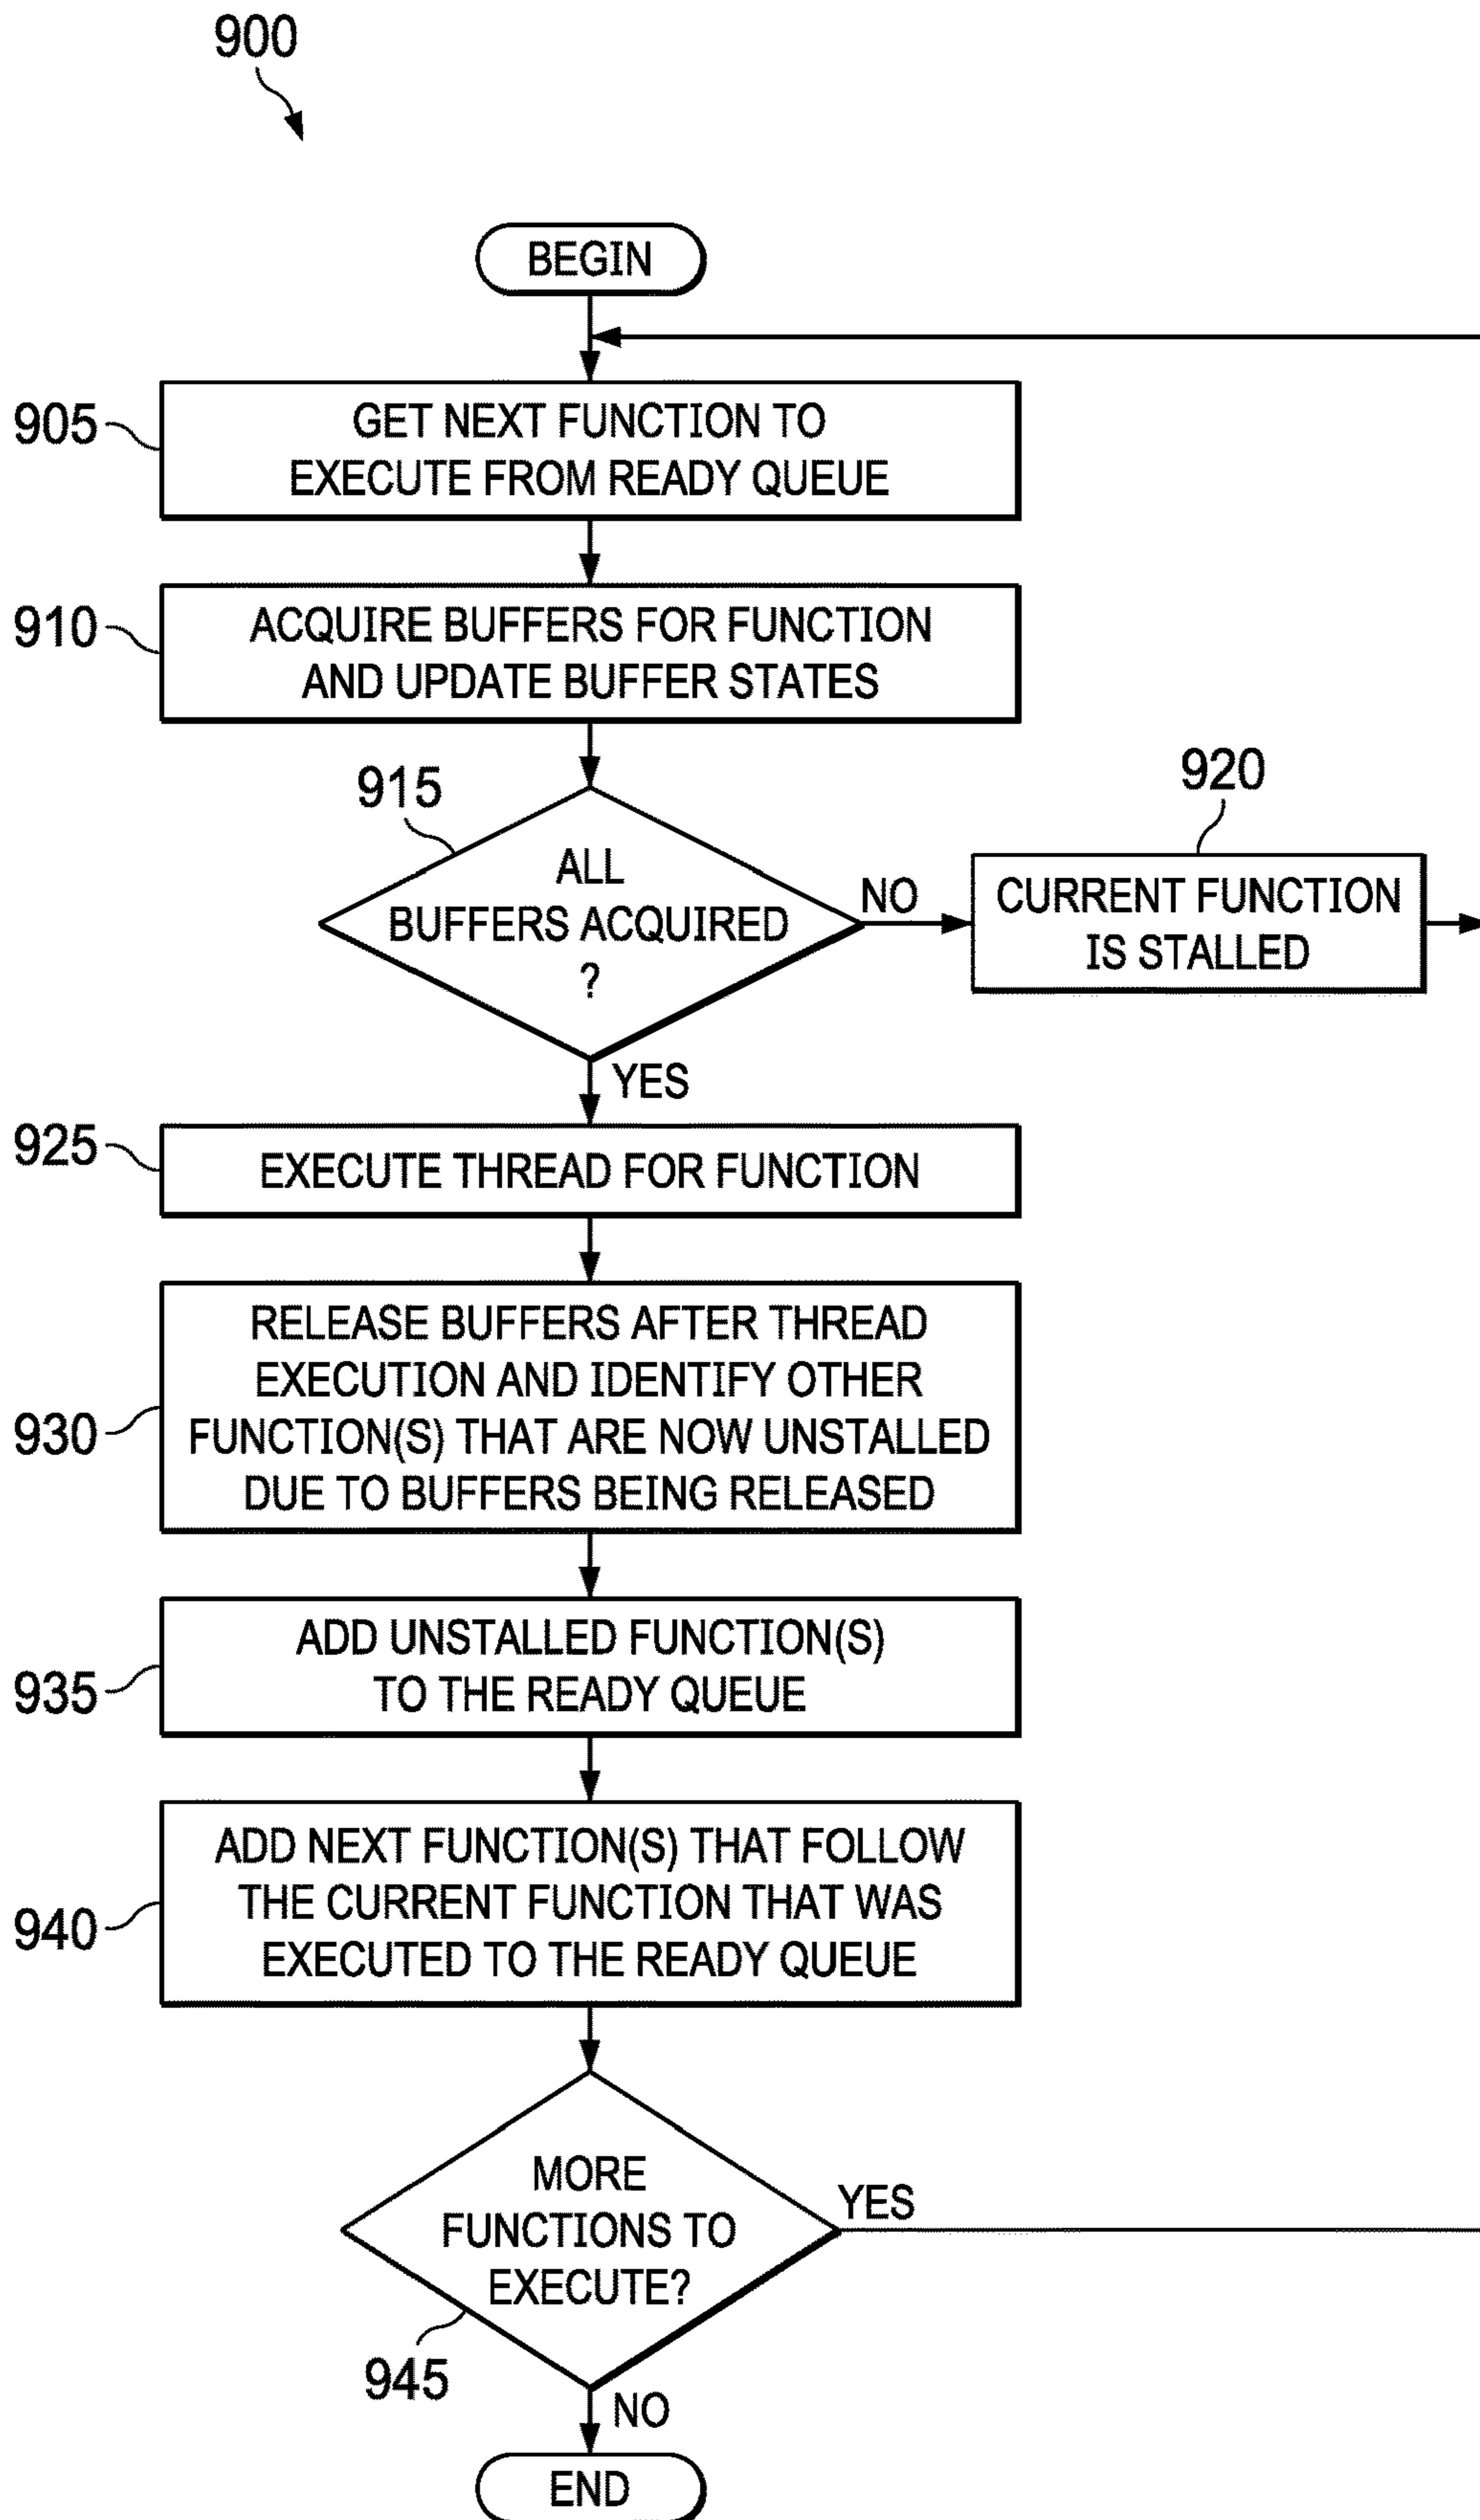 900
BEGIN
905
GET NEXT FUNCTION TO
EXECUTE FROM READY QUEUE
910
ACQUIRE BUFFERS FOR FUNCTION
AND UPDATE BUFFER STATES
915
ALL
BUFFERS ACQUIRED
?
NO
920
CURRENT FUNCTION
IS STALLED
YES
925
EXECUTE THREAD FOR FUNCTION
930
RELEASE BUFFERS AFTER THREAD
EXECUTION AND IDENTIFY OTHER
FUNCTION(S) THAT ARE NOW UNSTALLED
DUE TO BUFFERS BEING RELEASED
935
ADD UNSTALLED FUNCTION(S)
TO THE READY QUEUE
940
ADD NEXT FUNCTION(S) THAT FOLLOW
THE CURRENT FUNCTION THAT WAS
EXECUTED TO THE READY QUEUE
MORE
FUNCTIONS TO
EXECUTE?
YES
945
NO
END